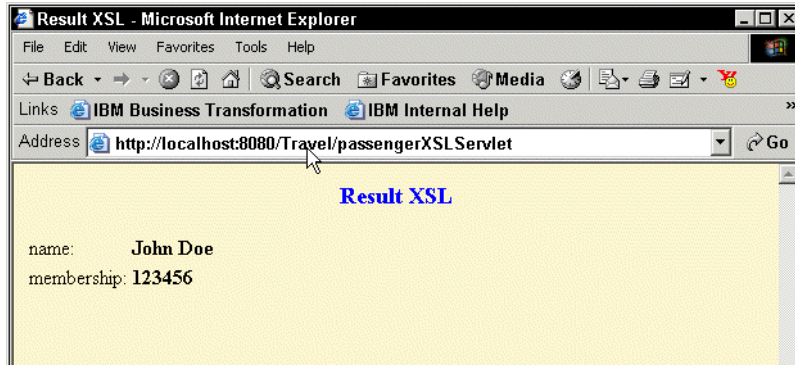 Result XSL - Microsoft Internet Explorer
File Edit View Favorites Tools Help
Back Search Favorites Media
Links IBM Business Transformation IBM Internal Help »
Address http://localhost:8080/Travel/passengerXSLServlet Go
Result XSL
name: John Doe
membership: 123456